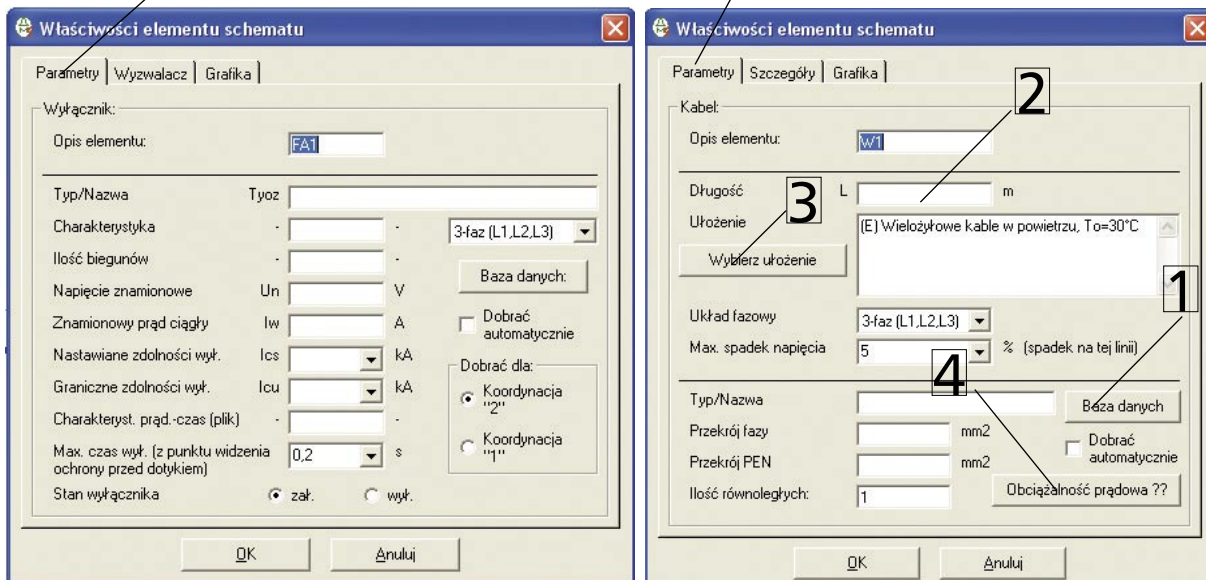 Właściwości elementu schematu
Parametry Wyzwalacz Grafika
Wyłącznik:
Opis elementu: FA1
Typ/Nazwa Tyoz
Charakterystyka - - 3-faz (L1,L2,L3)
Ilość biegunów - -
Baza danych:
Napięcie znamionowe Un V
Znamionowy prąd ciągły Iw A
Dobrać automatycznie
Nastawiane zdolności wył. Ics kA
Dobrać dla:
Graniczne zdolności wył. Icu kA
Koordynacja "2"
Charakteryst. prąd.-czas (plik) - -
Koordynacja "1"
Max. czas wył. (z punktu widzenia ochrony przed dotykiem) 0,2 s
Stan wyłącznika zał. wył.
OK Anuluj
Właściwości elementu schematu
Parametry Szczegóły Grafika
Kabel:
2
Opis elementu: W1
Długość L m
3
Ułożenie
(E) Wielożyłowe kable w powietrzu, To=30°C
Wybierz ułożenie
1
Układ fazowy 3-faz (L1,L2,L3)
Max. spadek napięcia 5 % (spadek na tej linii)
4
Typ/Nazwa
Baza danych
Przekrój fazy mm2
Dobrać automatycznie
Przekrój PEN mm2
Ilość równoległych: 1
Obciążalność prądowa ??
OK Anuluj